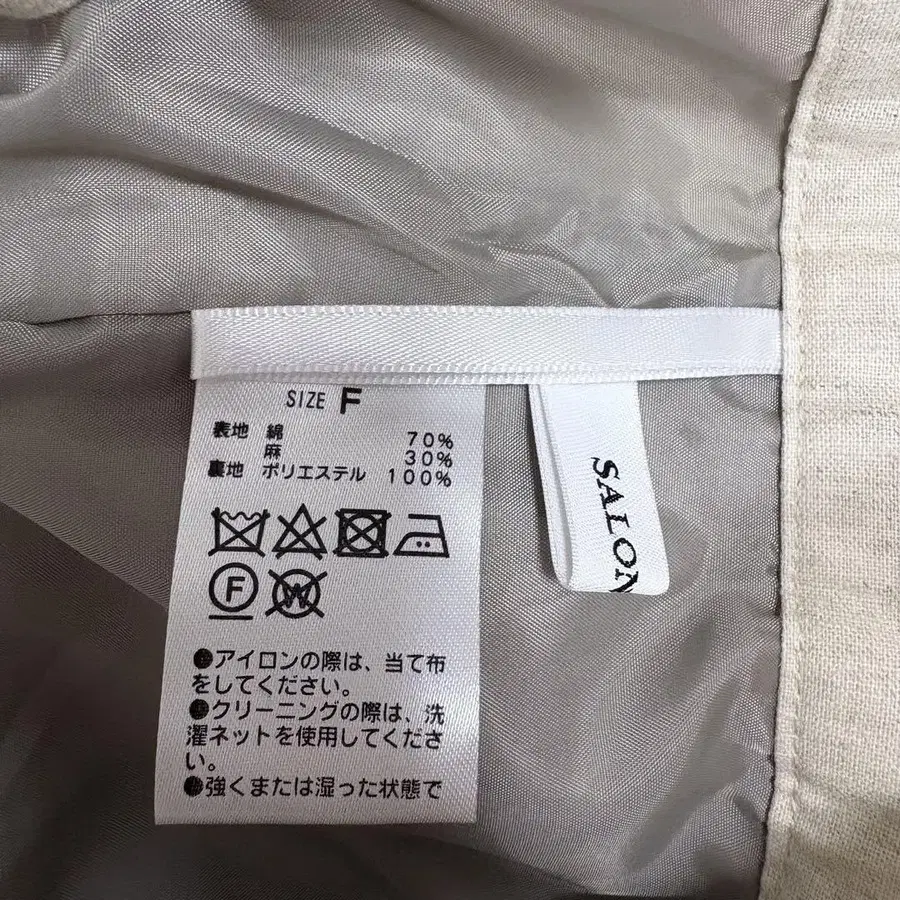 SIZE F
表地 綿 70%
麻 30%
裏地 ポリエステル 100%
F
W
●アイロンの際は、当て布
をしてください。
●クリーニングの際は、洗
濯ネットを使用してくださ
い。
●強くまたは湿った状態で
SALON